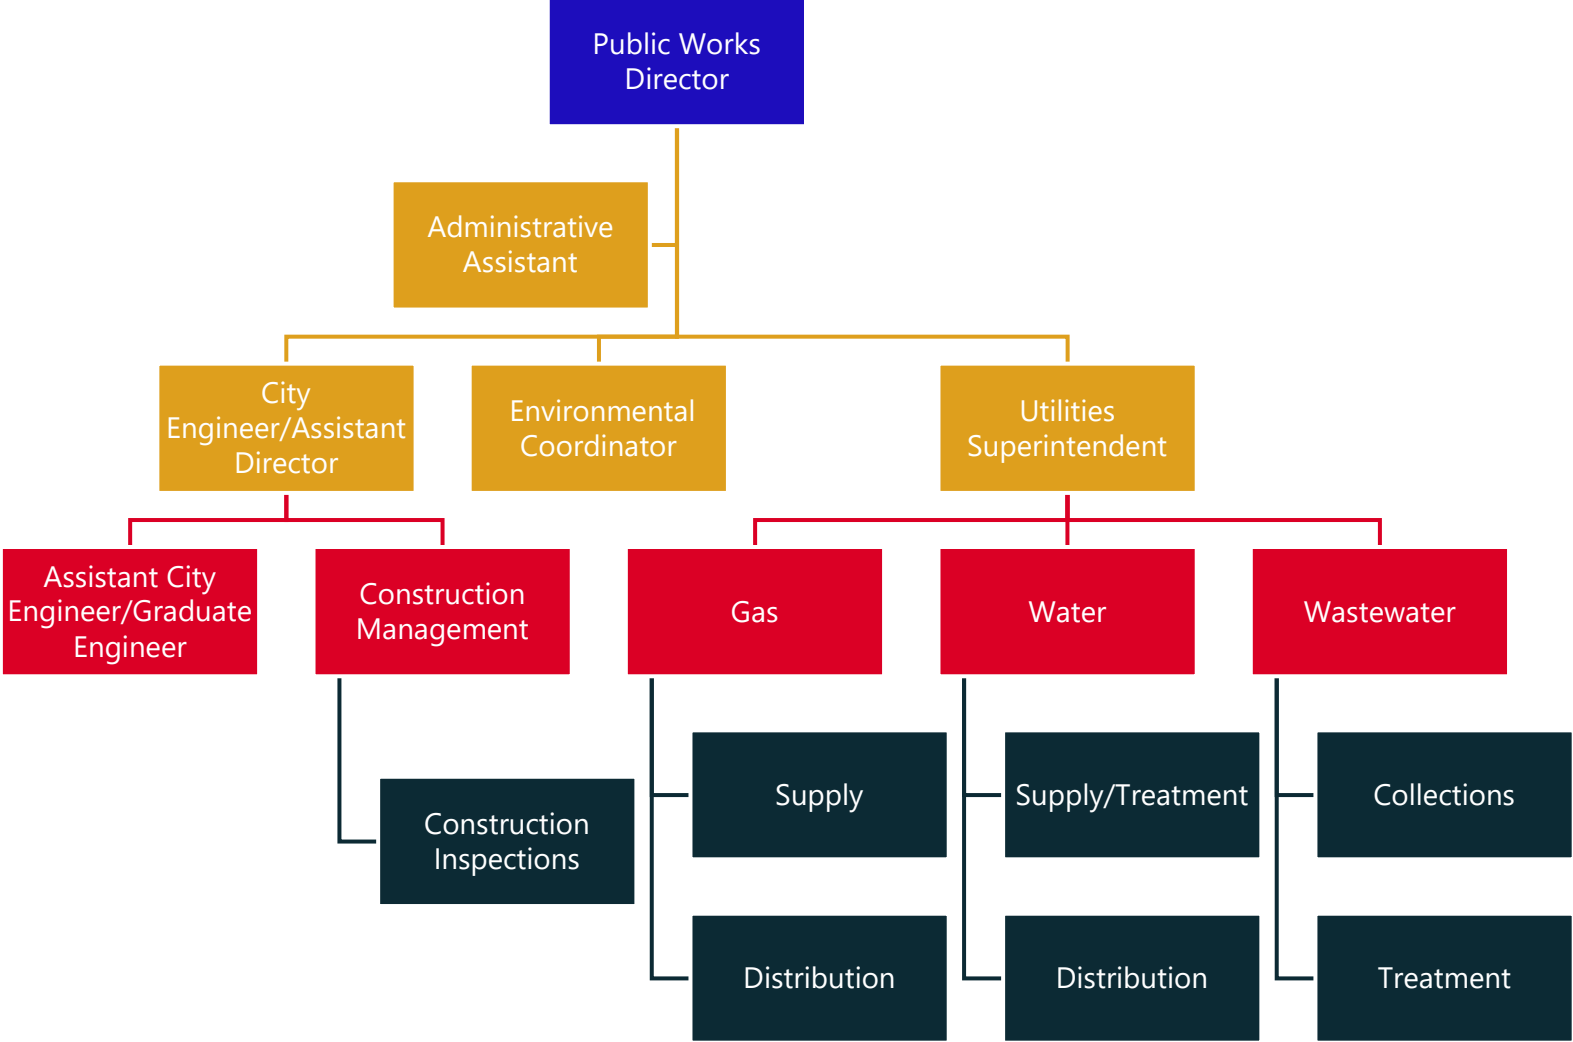 Public Works
Director
Administrative
Assistant
City
Engineer/Assistant
Director
Environmental
Coordinator
Utilities
Superintendent
Assistant City
Engineer/Graduate
Engineer
Construction
Management
Gas
Water
Wastewater
Construction
Inspections
Supply
Supply/Treatment
Collections
Distribution
Distribution
Treatment